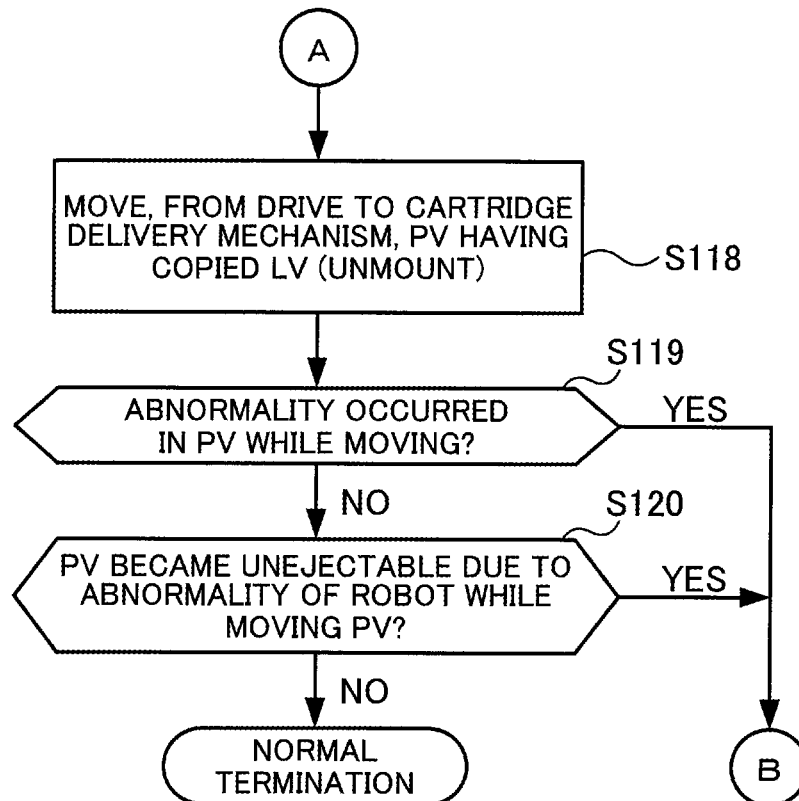 A
MOVE, FROM DRIVE TO CARTRIDGE
DELIVERY MECHANISM, PV HAVING
COPIED LV (UNMOUNT)
S118
S119
ABNORMALITY OCCURRED
IN PV WHILE MOVING?
YES
NO
S120
PV BECAME UNEJECTABLE DUE TO
ABNORMALITY OF ROBOT WHILE
MOVING PV?
YES
NO
NORMAL
TERMINATION
B